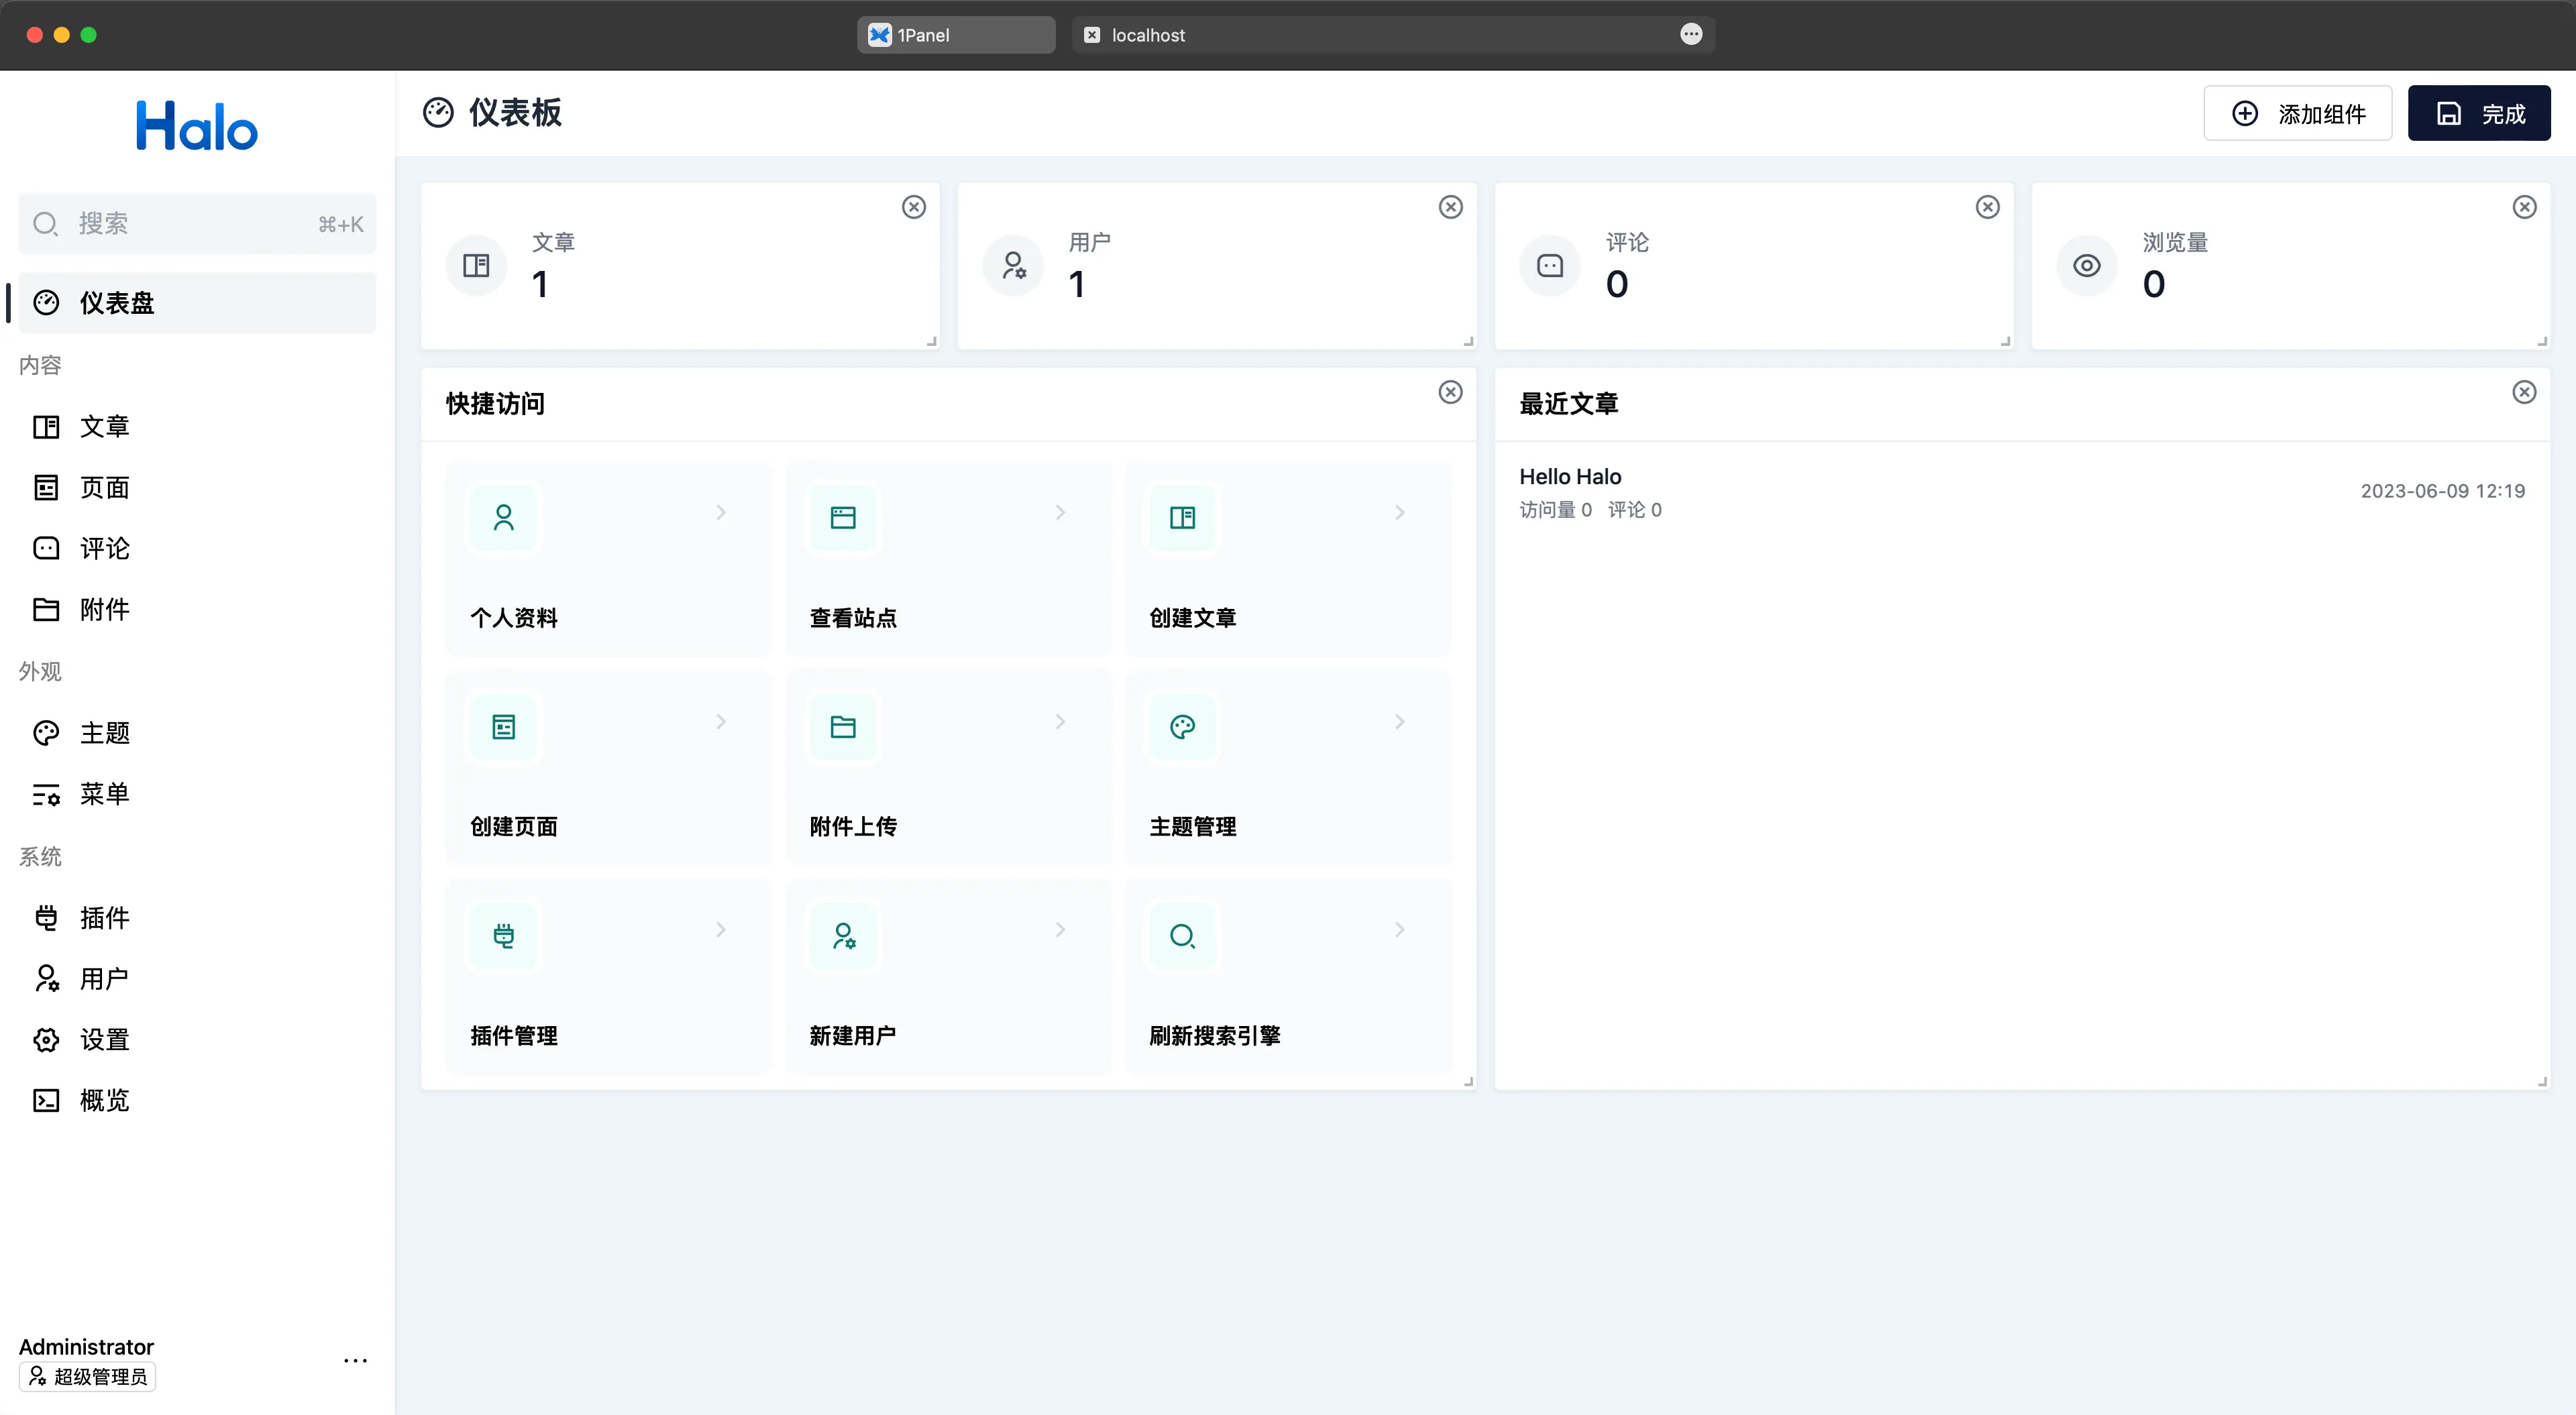 1Panel
localhost
Halo
搜索
⌘+K
仪表盘
内容
文章
页面
评论
附件
外观
主题
菜单
系统
插件
用户
设置
概览
Administrator
超级管理员
仪表板
添加组件
完成
文章
1
用户
1
评论
0
浏览量
0
快捷访问
个人资料
查看站点
创建文章
创建页面
附件上传
主题管理
插件管理
新建用户
刷新搜索引擎
最近文章
Hello Halo
访问量 0 评论 0
2023-06-09 12:19